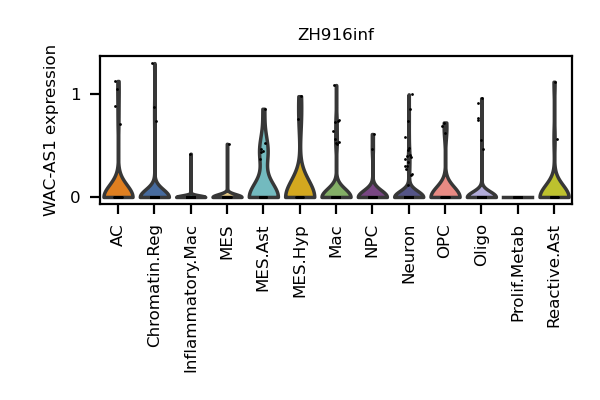 ZH916inf
WAC-AS1 expression
1
0
AC
Chromatin.Reg
Inflammatory.Mac
MES
MES.Ast
MES.Hyp
Mac
NPC
Neuron
OPC
Oligo
Prolif.Metab
Reactive.Ast